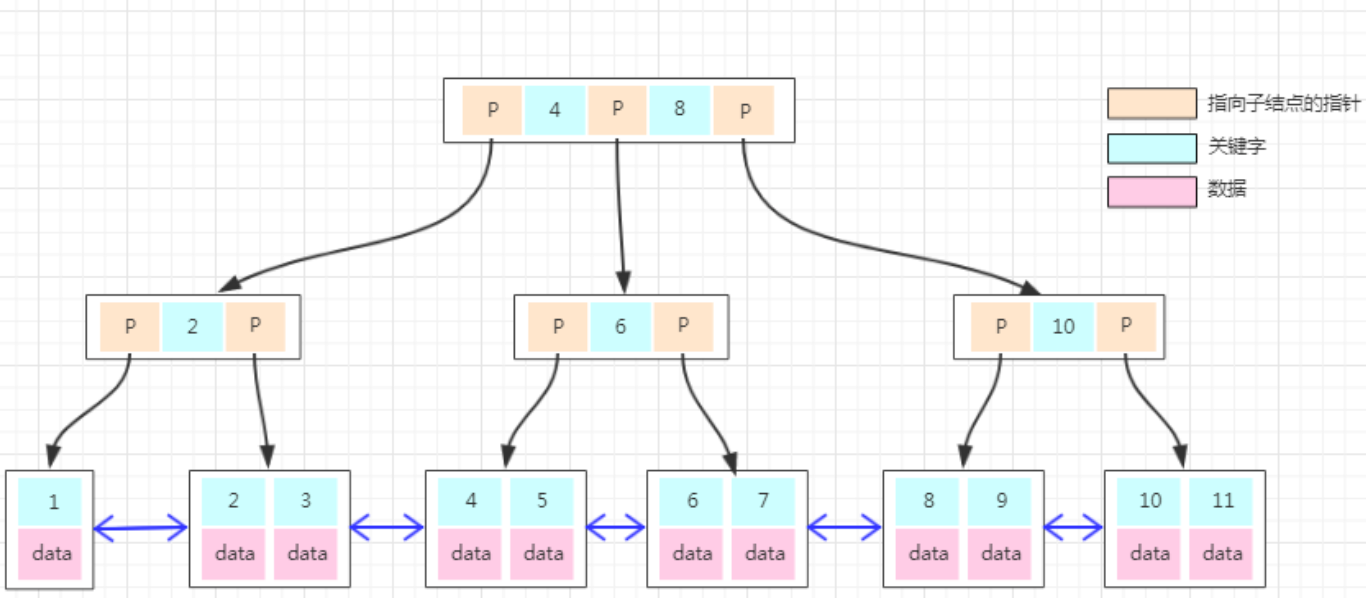 P 4 P 8 P
指向子结点的指针
关键字
数据
P 2 P
P 6 P
P 10 P
1
data
2 3
data data
4 5
data data
6 7
data data
8 9
data data
10 11
data data